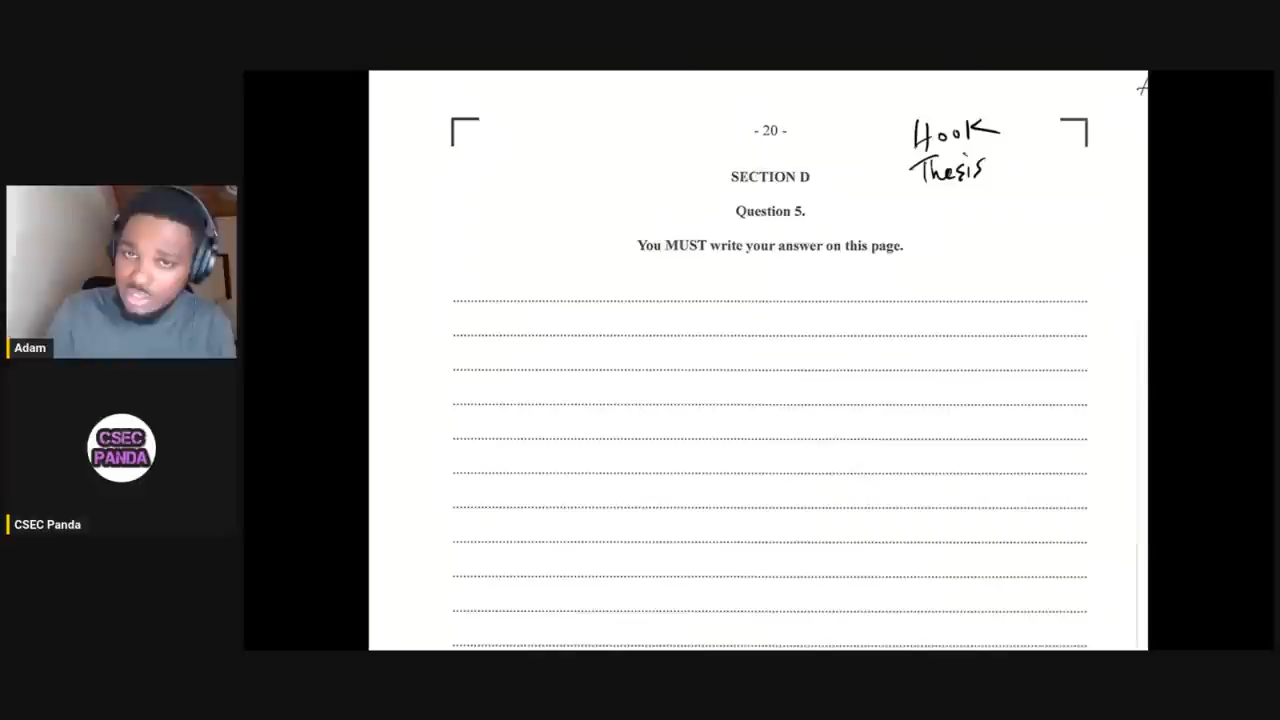 - 20 -
Hook
Thesis
SECTION D
Question 5.
You MUST write your answer on this page.
Adam
CSEC
PANDA
CSEC Panda